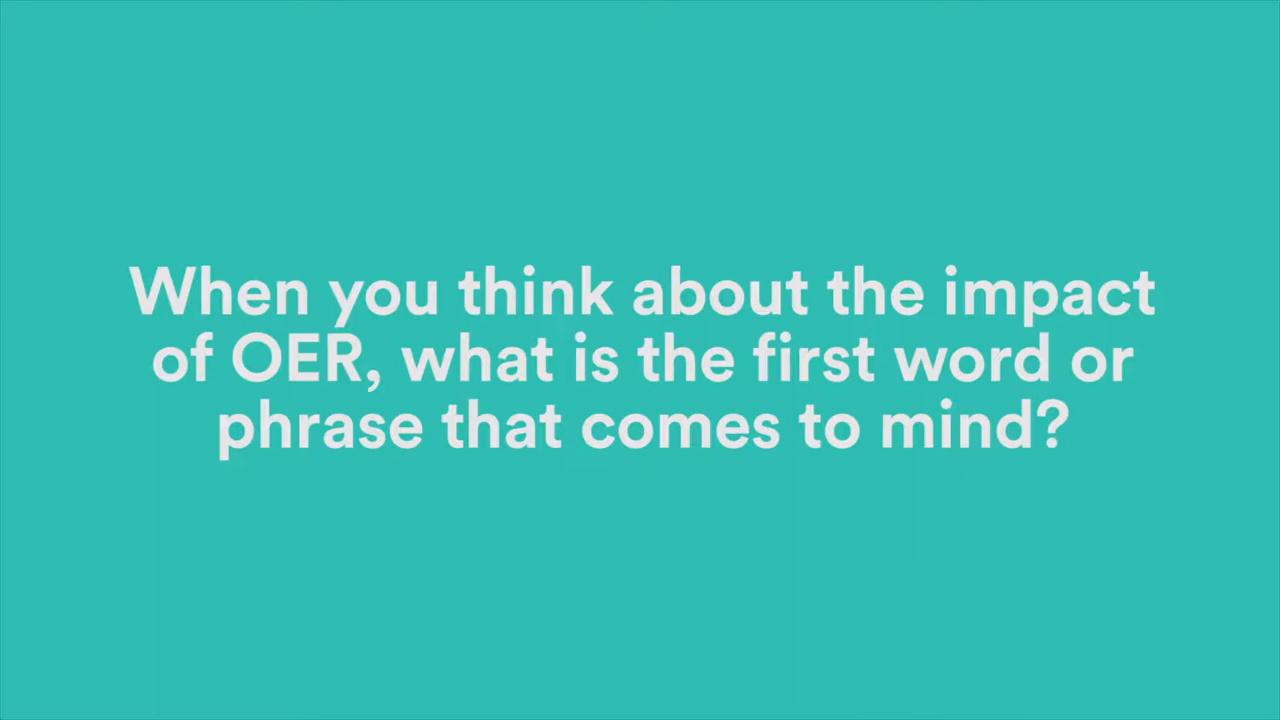 When you think about the impact
of OER, what is the first word or
phrase that comes to mind?